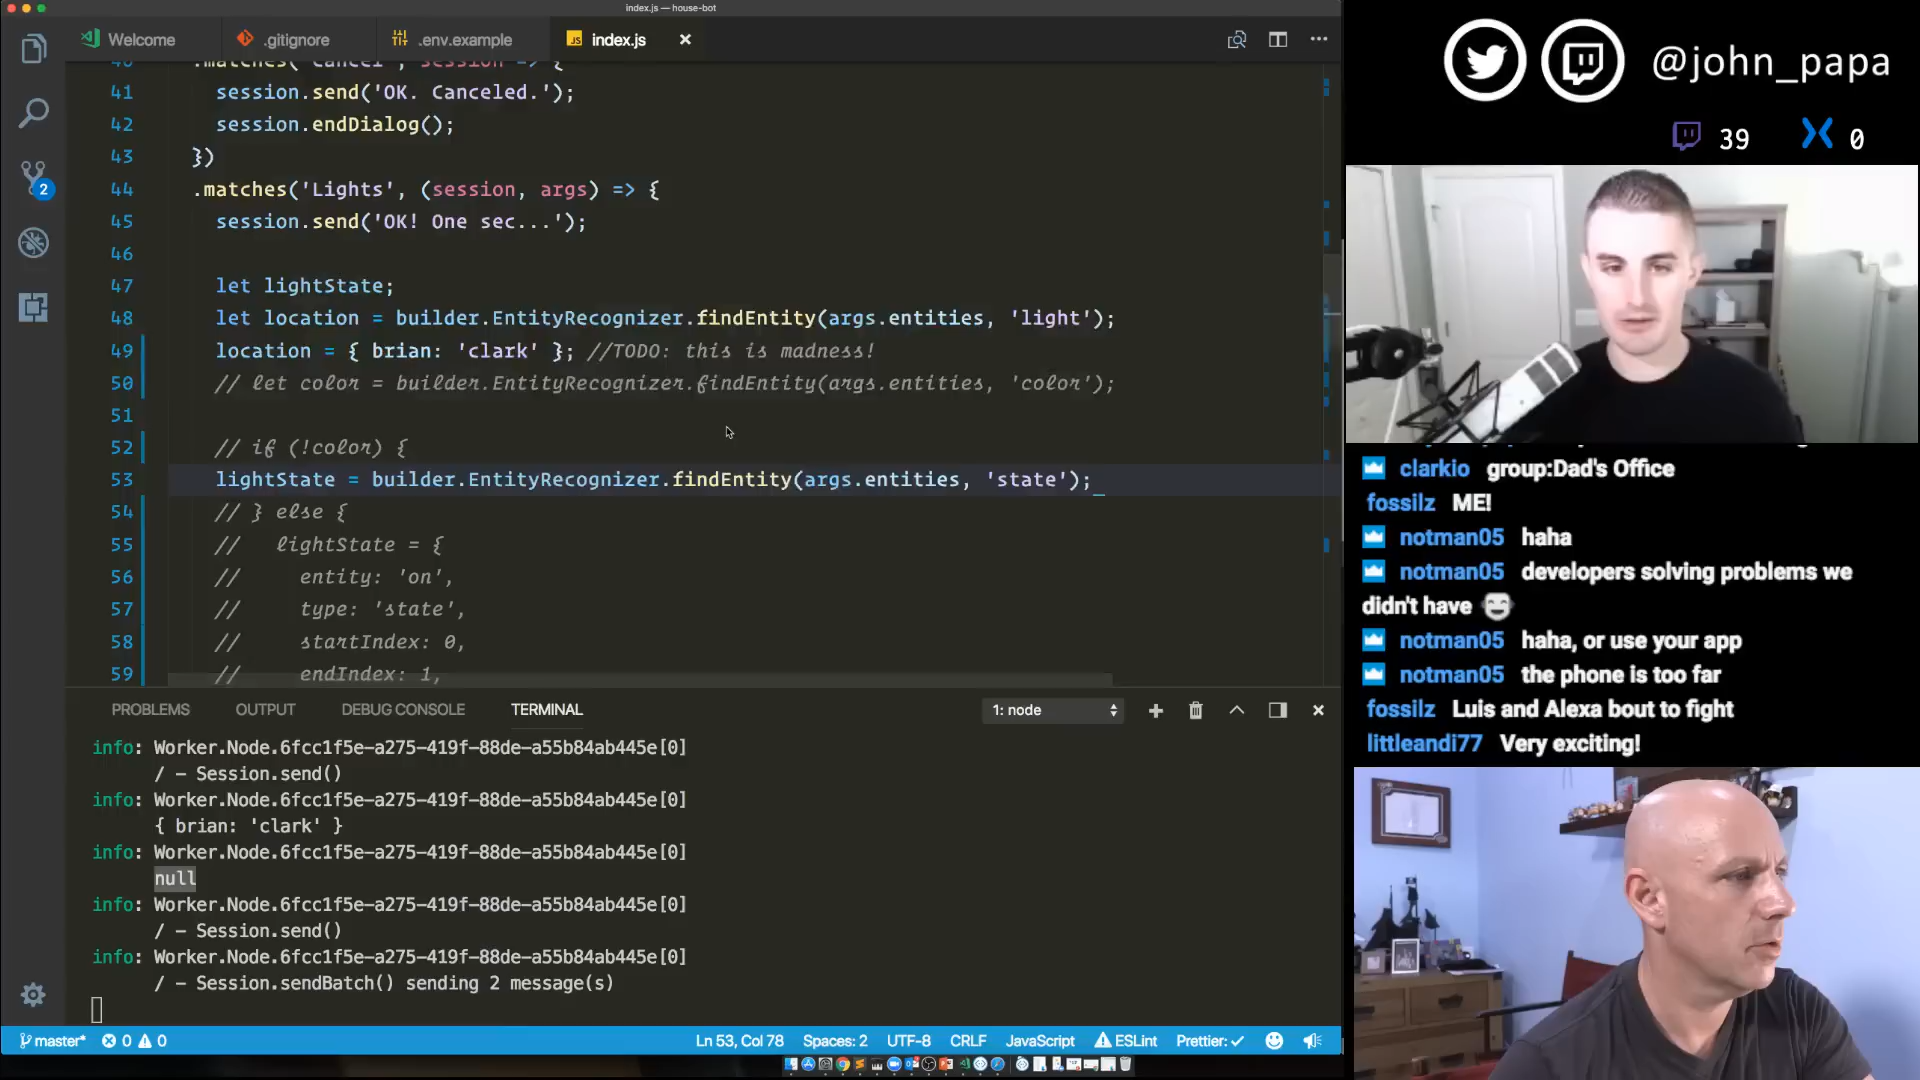 index.js — house-bot
Welcome
.gitignore
.env.example
index.js
40 .matches('Cancel', session => {
41 session.send('OK. Canceled.');
42 session.endDialog();
43 })
44 .matches('Lights', (session, args) => {
45 session.send('OK! One sec...');
46
47 let lightState;
48 let location = builder.EntityRecognizer.findEntity(args.entities, 'light');
49 location = { brian: 'clark' }; //TODO: this is madness!
50 // let color = builder.EntityRecognizer.findEntity(args.entities, 'color');
51
52 // if (!color) {
53 lightState = builder.EntityRecognizer.findEntity(args.entities, 'state');
54 // } else {
55 // lightState = {
56 // entity: 'on',
57 // type: 'state',
58 // startIndex: 0,
59 // endIndex: 1,
2
PROBLEMS
OUTPUT
DEBUG CONSOLE
TERMINAL
1: node
info: Worker.Node.6fcc1f5e-a275-419f-88de-a55b84ab445e[0]
/ - Session.send()
info: Worker.Node.6fcc1f5e-a275-419f-88de-a55b84ab445e[0]
{ brian: 'clark' }
info: Worker.Node.6fcc1f5e-a275-419f-88de-a55b84ab445e[0]
null
info: Worker.Node.6fcc1f5e-a275-419f-88de-a55b84ab445e[0]
/ - Session.send()
info: Worker.Node.6fcc1f5e-a275-419f-88de-a55b84ab445e[0]
/ - Session.sendBatch() sending 2 message(s)
master*
0
0
Ln 53, Col 78
Spaces: 2
UTF-8
CRLF
JavaScript
ESLint
Prettier: ✓
@john_papa
39
0
clarkio group:Dad's Office
fossilz ME!
notman05 haha
notman05 developers solving problems we
didn't have
notman05 haha, or use your app
notman05 the phone is too far
fossilz Luis and Alexa bout to fight
littleandi77 Very exciting!